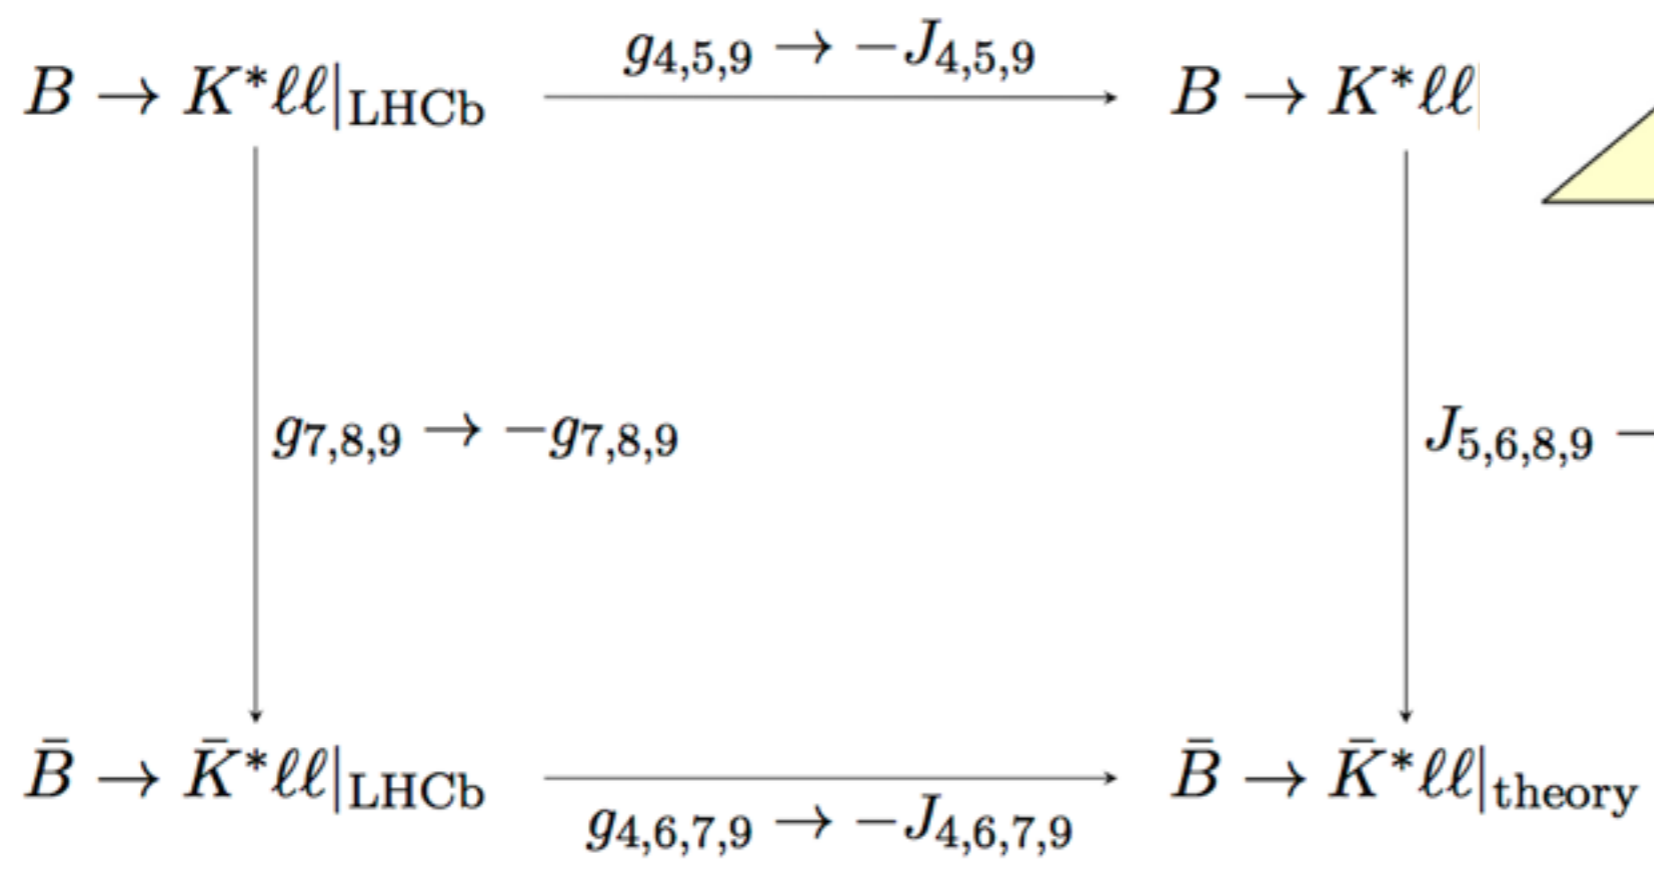 g₄,₅,₉ → −J₄,₅,₉
B → K*ℓℓ|LHCb
B → K*ℓℓ
g₇,₈,₉ → −g₇,₈,₉
J₅,₆,₈,₉ −
B̄ → K̄*ℓℓ|LHCb
B̄ → K̄*ℓℓ|theory
g₄,₆,₇,₉ → −J₄,₆,₇,₉